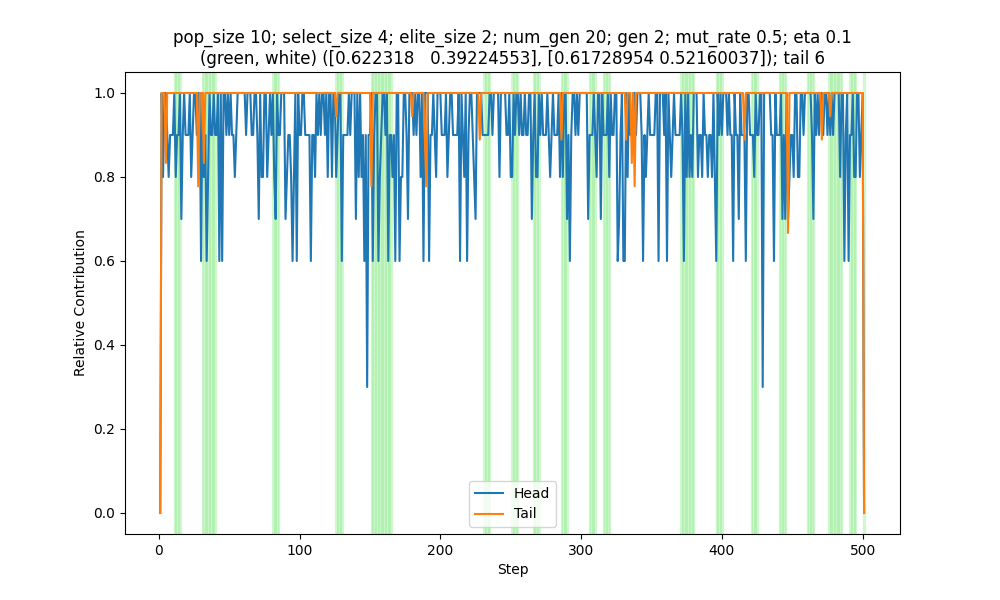 pop_size 10; select_size 4; elite_size 2; num_gen 20; gen 2; mut_rate 0.5; eta 0.1
(green, white) ([0.622318   0.39224553], [0.61728954 0.52160037]); tail 6
1.0
0.8
0.6
0.4
0.2
0.0
Relative Contribution
Head
Tail
0
100
200
300
400
500
Step